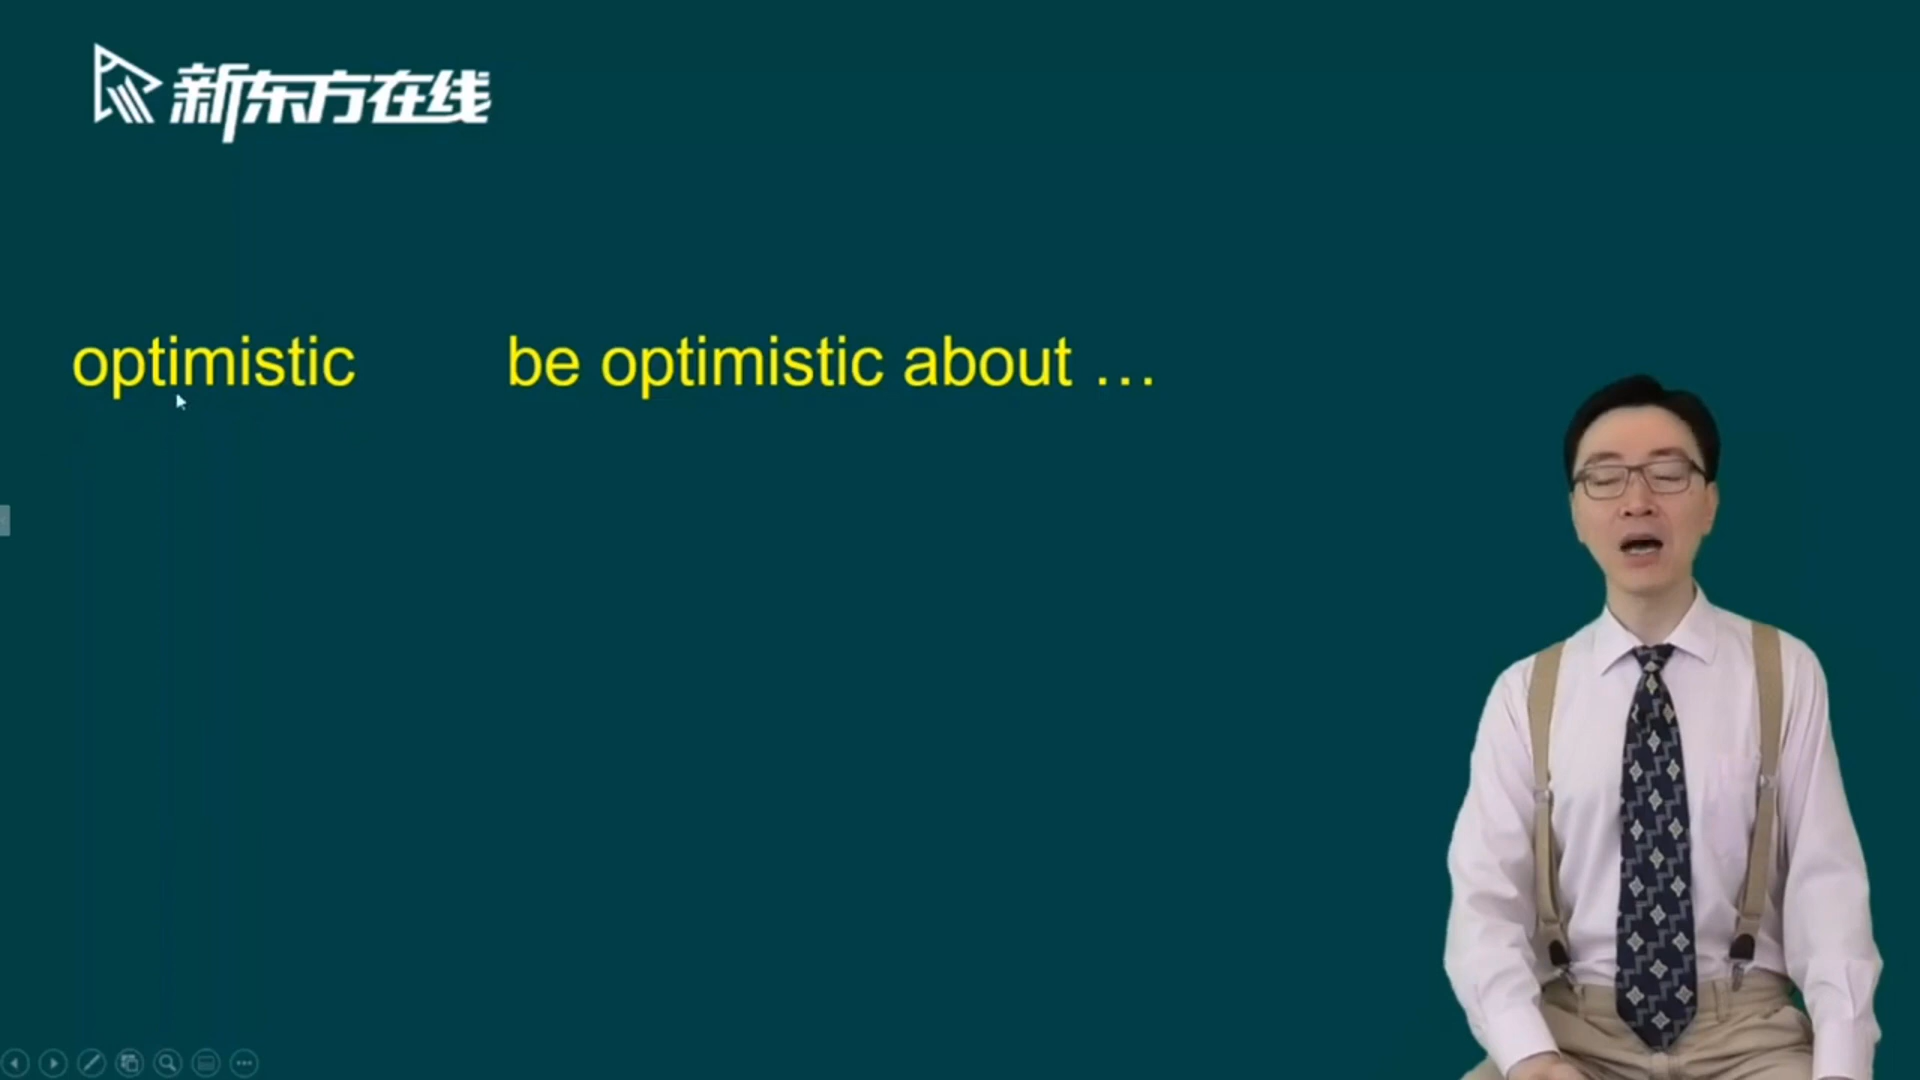 新东方在线
optimistic be optimistic about …